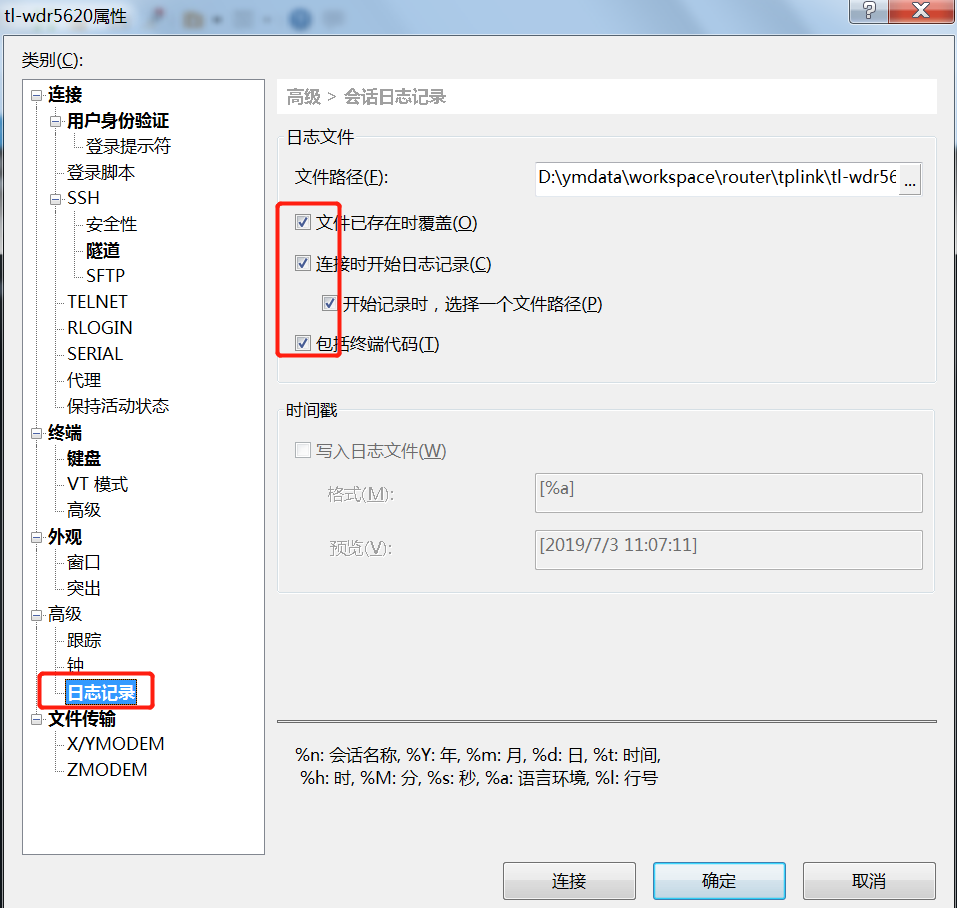 tl-wdr5620属性
类别(C):
连接
用户身份验证
登录提示符
登录脚本
SSH
安全性
隧道
SFTP
TELNET
RLOGIN
SERIAL
代理
保持活动状态
终端
键盘
VT 模式
高级
外观
窗口
突出
高级
跟踪
钟
日志记录
文件传输
X/YMODEM
ZMODEM
高级 > 会话日志记录
日志文件
文件路径(F):
D:\ymdata\workspace\router\tplink\tl-wdr56
...
文件已存在时覆盖(O)
连接时开始日志记录(C)
开始记录时，选择一个文件路径(P)
包括终端代码(T)
时间戳
写入日志文件(W)
格式(M):
[%a]
预览(V):
[2019/7/3 11:07:11]
%n: 会话名称, %Y: 年, %m: 月, %d: 日, %t: 时间,
%h: 时, %M: 分, %s: 秒, %a: 语言环境, %l: 行号
连接
确定
取消